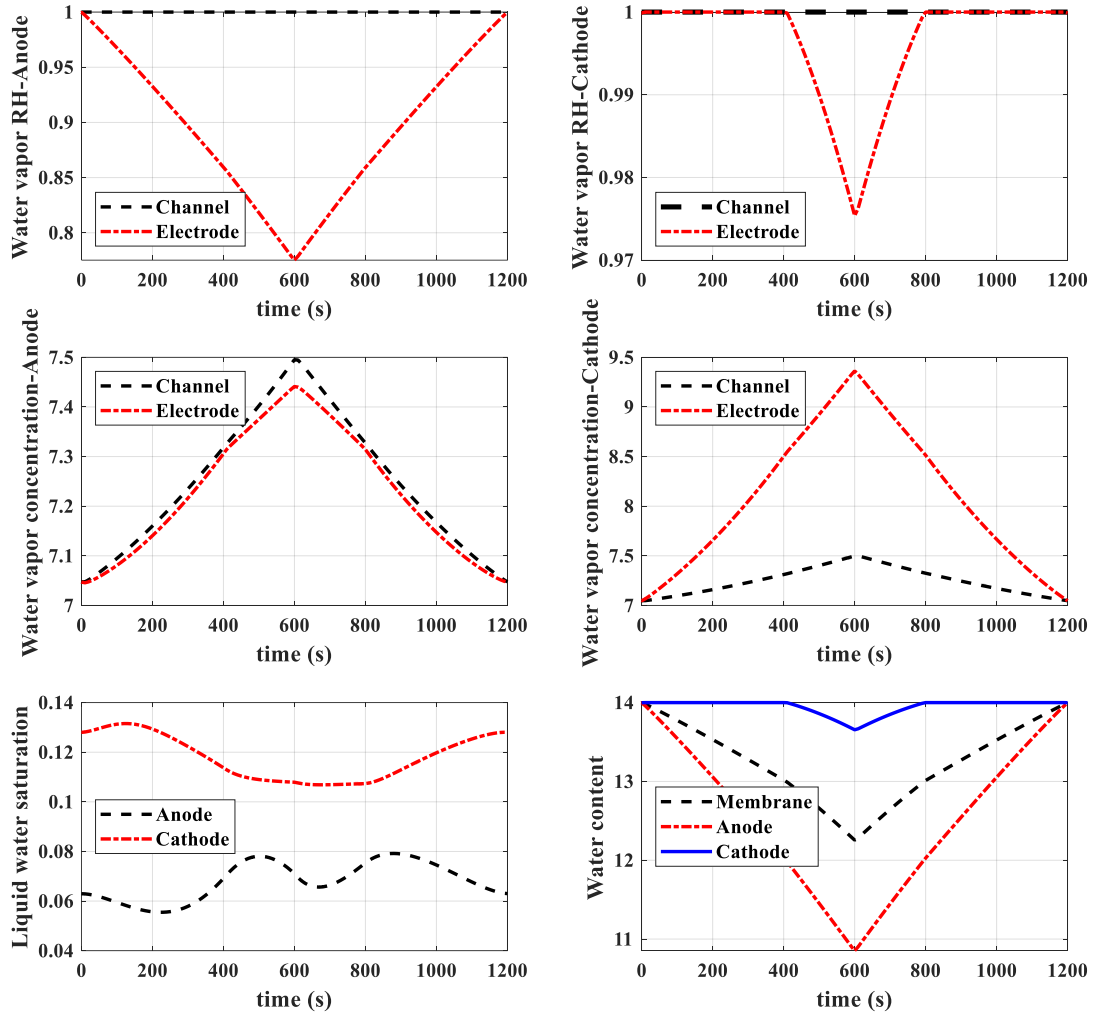 Water vapor RH-Anode
1
0.95
0.9
0.85
0.8
Channel
Electrode
0 200 400 600 800 1000 1200
time (s)
Water vapor RH-Cathode
1
0.99
0.98
0.97
Channel
Electrode
0 200 400 600 800 1000 1200
time (s)
Water vapor concentration-Anode
7.5
7.4
7.3
7.2
7.1
7
Channel
Electrode
0 200 400 600 800 1000 1200
time (s)
Water vapor concentration-Cathode
9.5
9
8.5
8
7.5
7
Channel
Electrode
0 200 400 600 800 1000 1200
time (s)
Liquid water saturation
0.14
0.12
0.1
0.08
0.06
0.04
Anode
Cathode
0 200 400 600 800 1000 1200
time (s)
Water content
14
13
12
11
Membrane
Anode
Cathode
0 200 400 600 800 1000 1200
time (s)